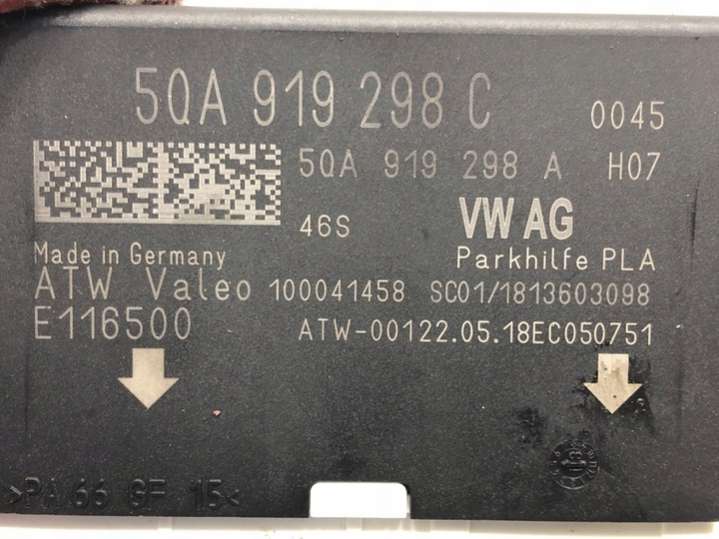 5QA 919 298 C 0045
5QA 919 298 A H07
46S VW AG
Made in Germany Parkhilfe PLA
ATW Valeo 100041458 SC01/1813603098
E116500 ATW-00122.05.18EC050751
>PA 66 GF 15<